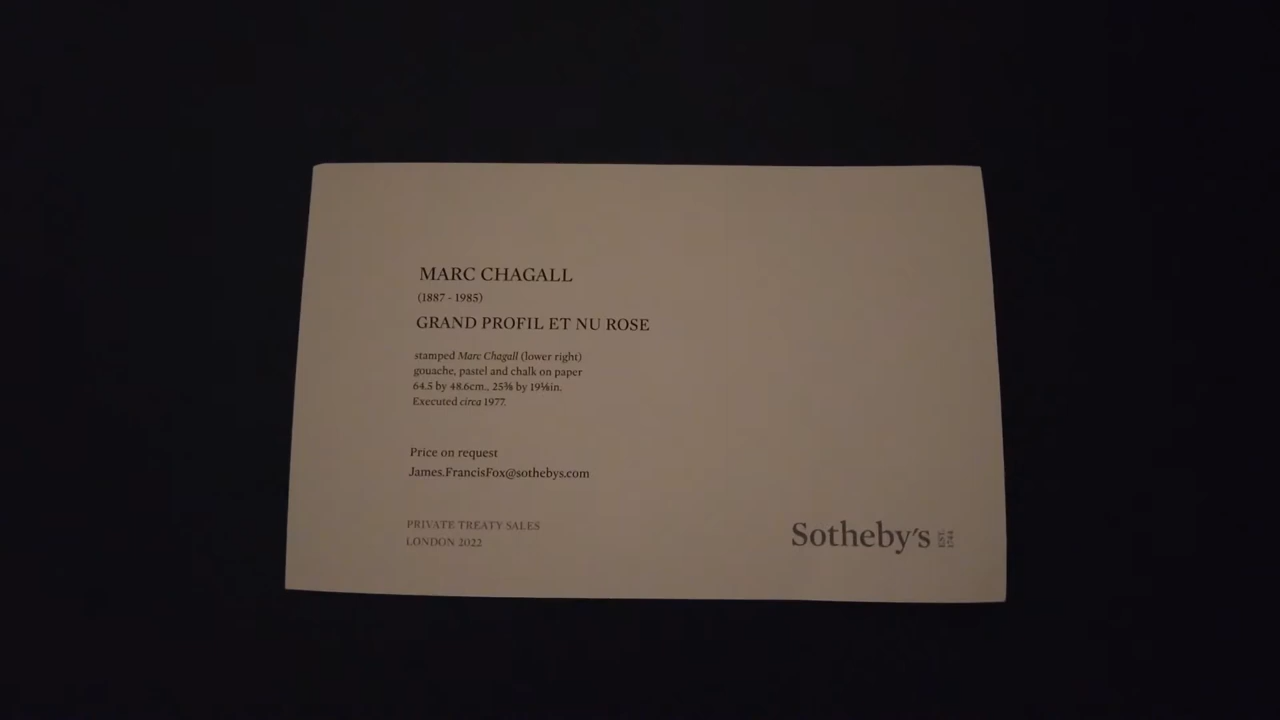 MARC CHAGALL
(1887 - 1985)
GRAND PROFIL ET NU ROSE
stamped Marc Chagall (lower right)
gouache, pastel and chalk on paper
64.5 by 48.6cm., 25⅜ by 19⅛in.
Executed circa 1977.
Price on request
James.FrancisFox@sothebys.com
PRIVATE TREATY SALES
LONDON 2022
Sotheby's EST. 1744